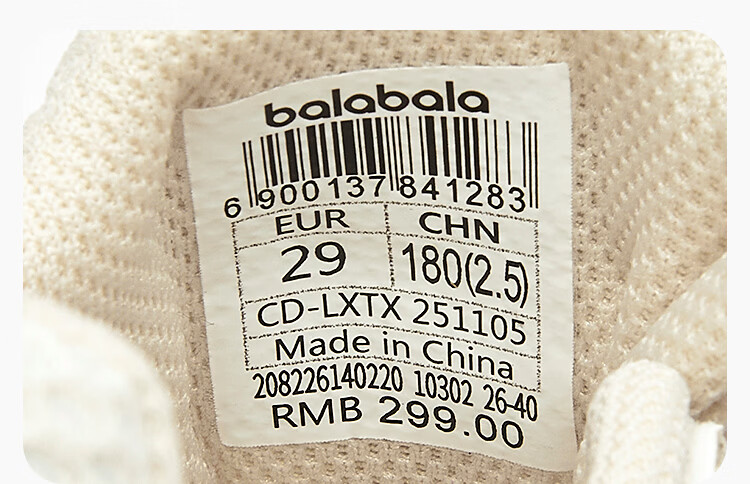 balabala
6 900137 841283
EUR CHN
29 180(2.5)
CD-LXTX 251105
Made in China
208226140220 10302 26-40
RMB 299.00